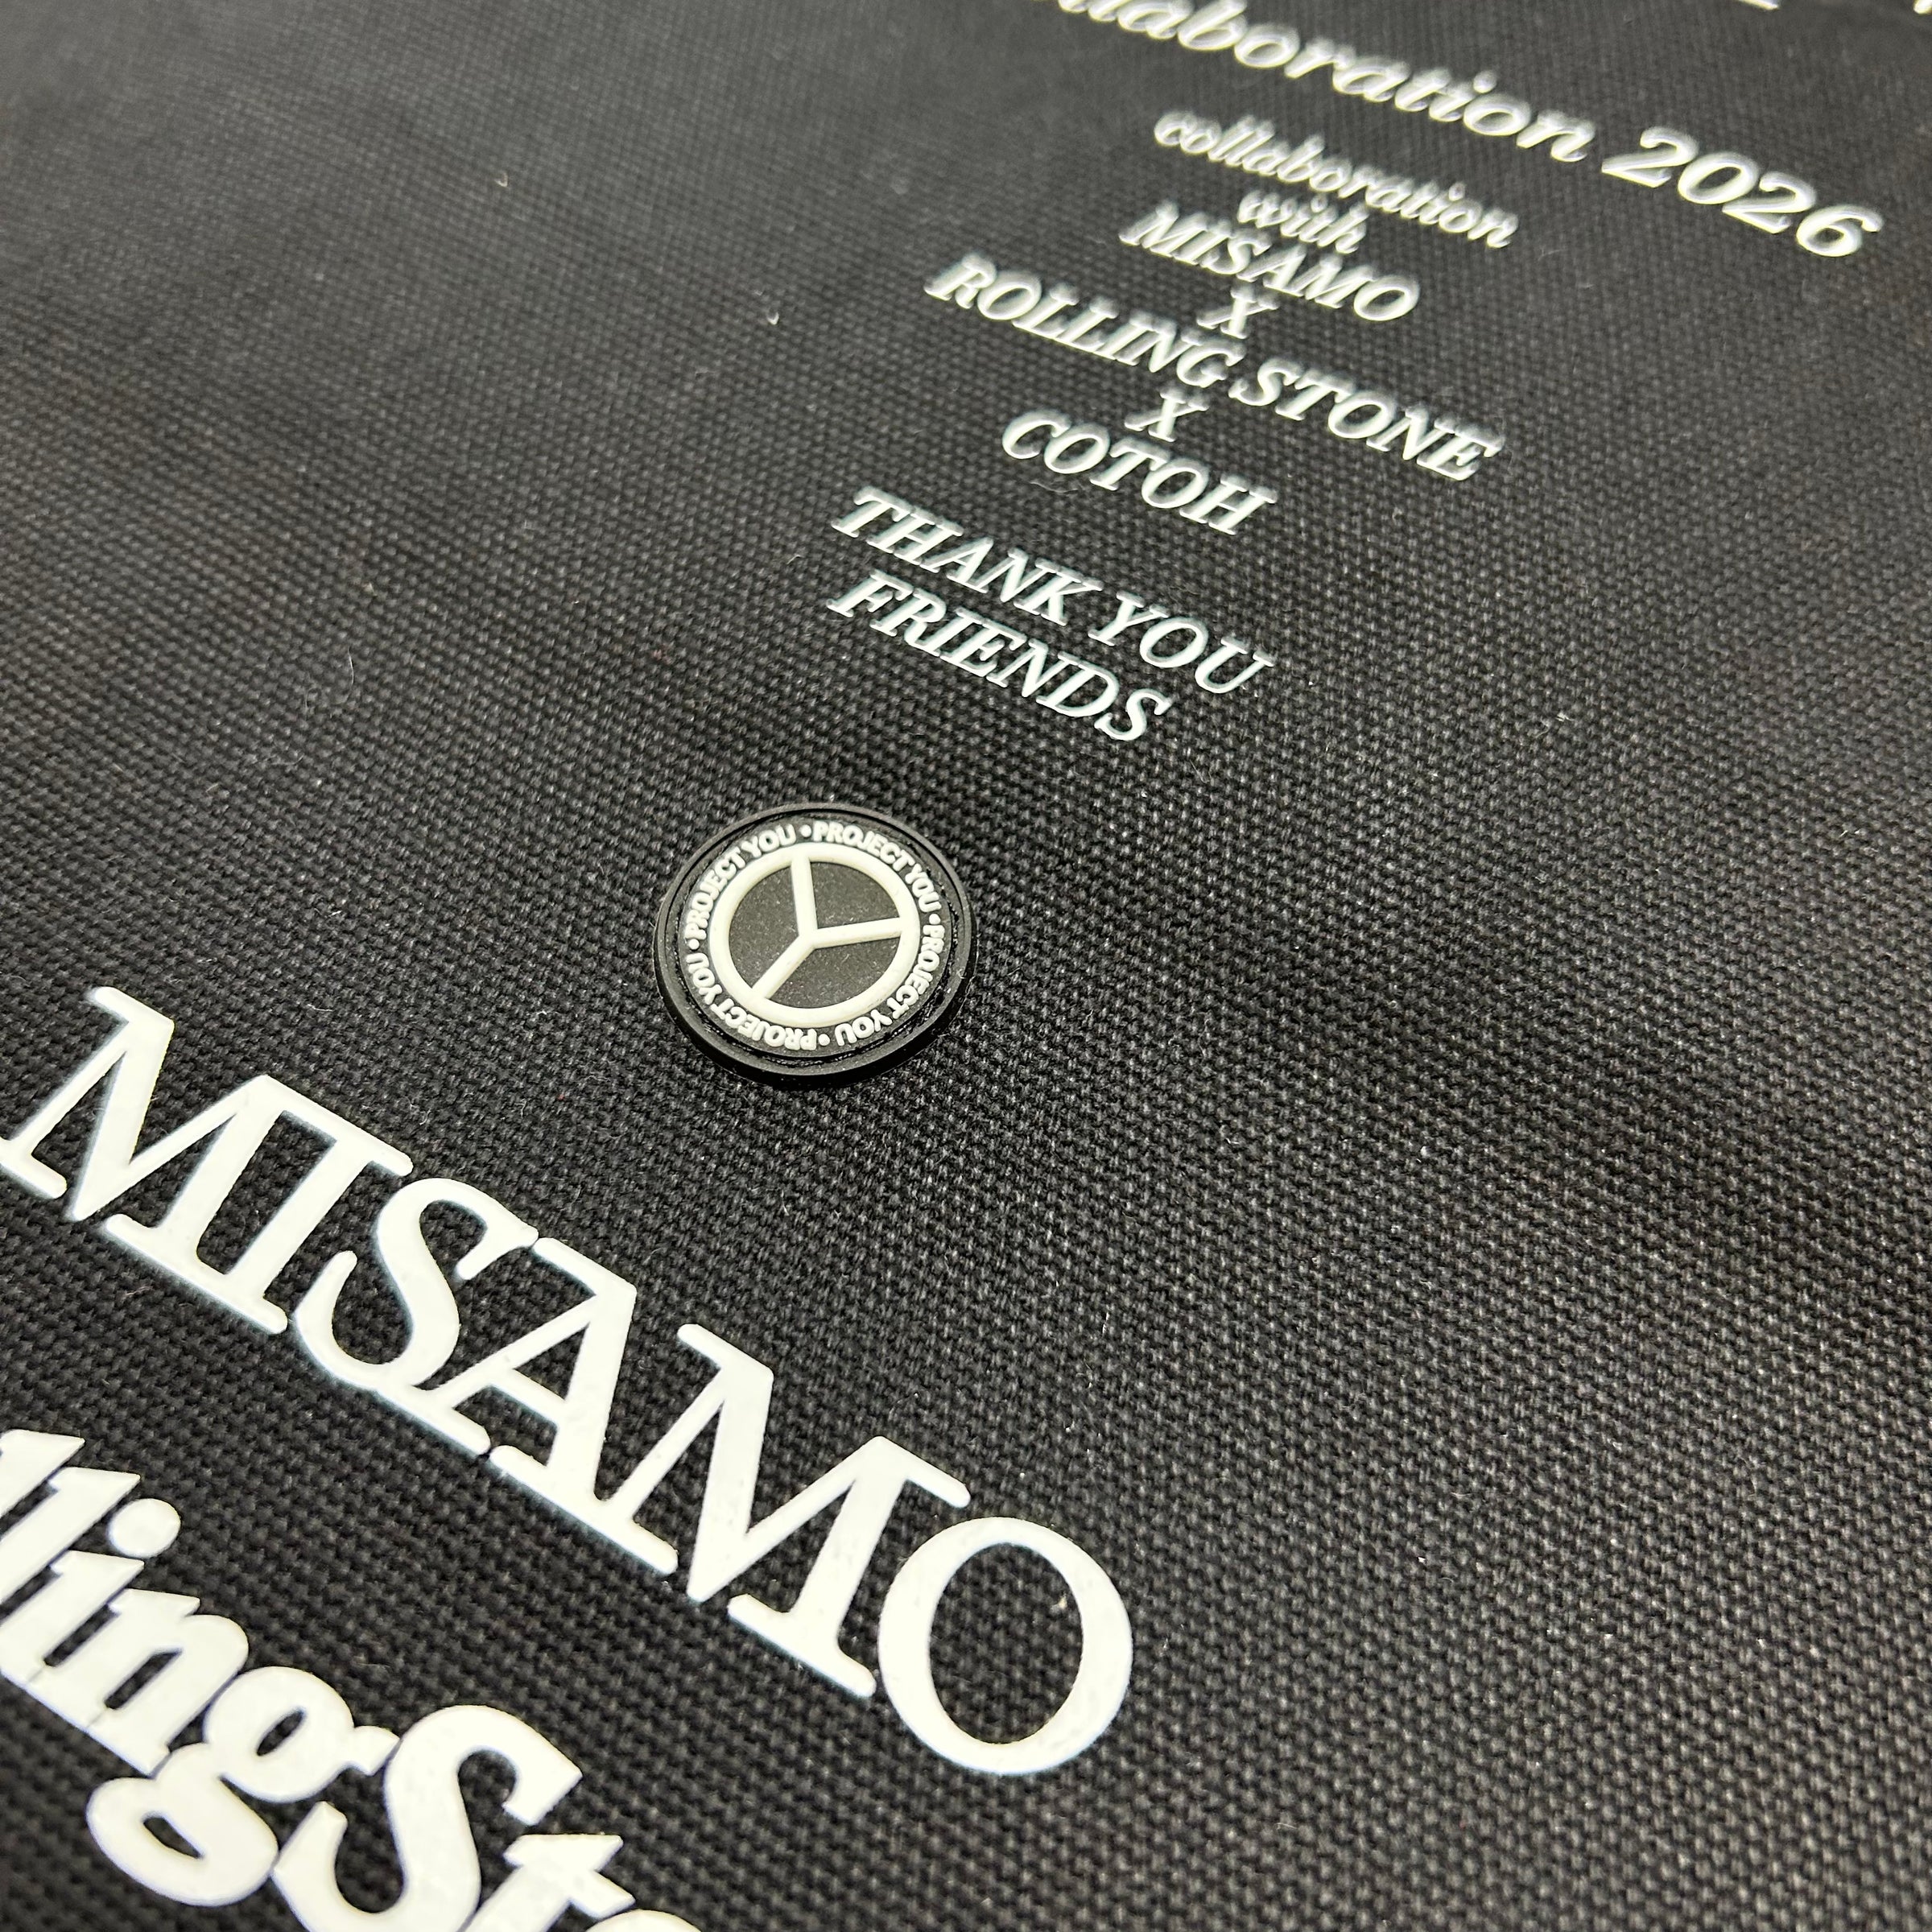 collaboration 2026
collaboration
with
MISAMO
X
ROLLING STONE
X
COTOH
THANK YOU
FRIENDS
PROJECT YOU • PROJECT YOU • PROJECT YOU • PROJECT YOU •
MISAMO